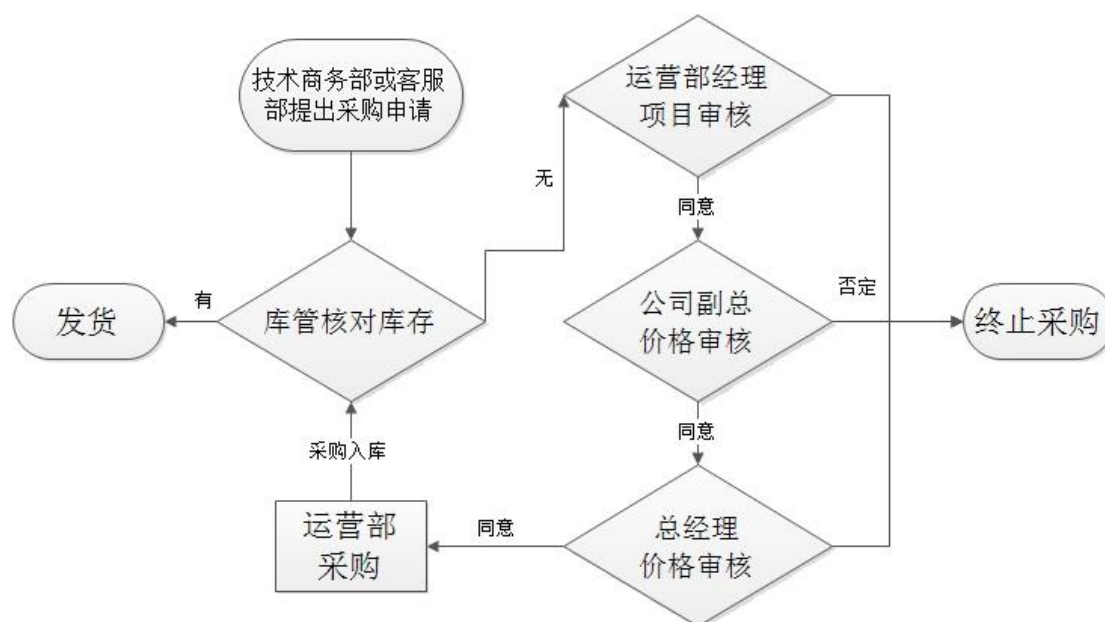 技术商务部或客服
部提出采购申请
运营部经理
项目审核
无
同意
有
发货
库管核对库存
公司副总
价格审核
否定
终止采购
同意
采购入库
运营部
采购
同意
总经理
价格审核